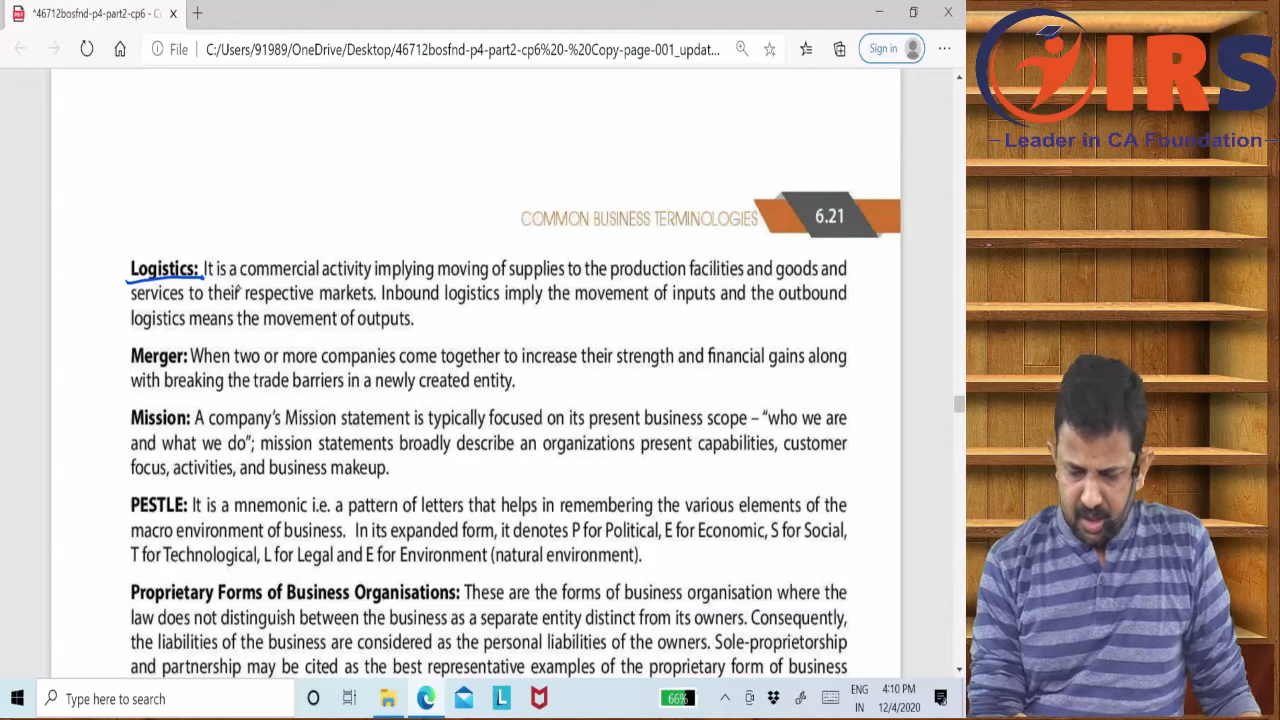 *46712bosfnd-p4-part2-cp6 - Co
File
C:/Users/91989/OneDrive/Desktop/46712bosfnd-p4-part2-cp6%20-%20Copy-page-001_updat...
Sign in
IRS
Leader in CA Foundation
COMMON BUSINESS TERMINOLOGIES
6.21
Logistics: It is a commercial activity implying moving of supplies to the production facilities and goods and
services to their respective markets. Inbound logistics imply the movement of inputs and the outbound
logistics means the movement of outputs.
Merger: When two or more companies come together to increase their strength and financial gains along
with breaking the trade barriers in a newly created entity.
Mission: A company's Mission statement is typically focused on its present business scope – “who we are
and what we do”; mission statements broadly describe an organizations present capabilities, customer
focus, activities, and business makeup.
PESTLE: It is a mnemonic i.e. a pattern of letters that helps in remembering the various elements of the
macro environment of business. In its expanded form, it denotes P for Political, E for Economic, S for Social,
T for Technological, L for Legal and E for Environment (natural environment).
Proprietary Forms of Business Organisations: These are the forms of business organisation where the
law does not distinguish between the business as a separate entity distinct from its owners. Consequently,
the liabilities of the business are considered as the personal liabilities of the owners. Sole-proprietorship
and partnership may be cited as the best representative examples of the proprietary form of business
Type here to search
L
66%
ENG
IN
4:10 PM
12/4/2020